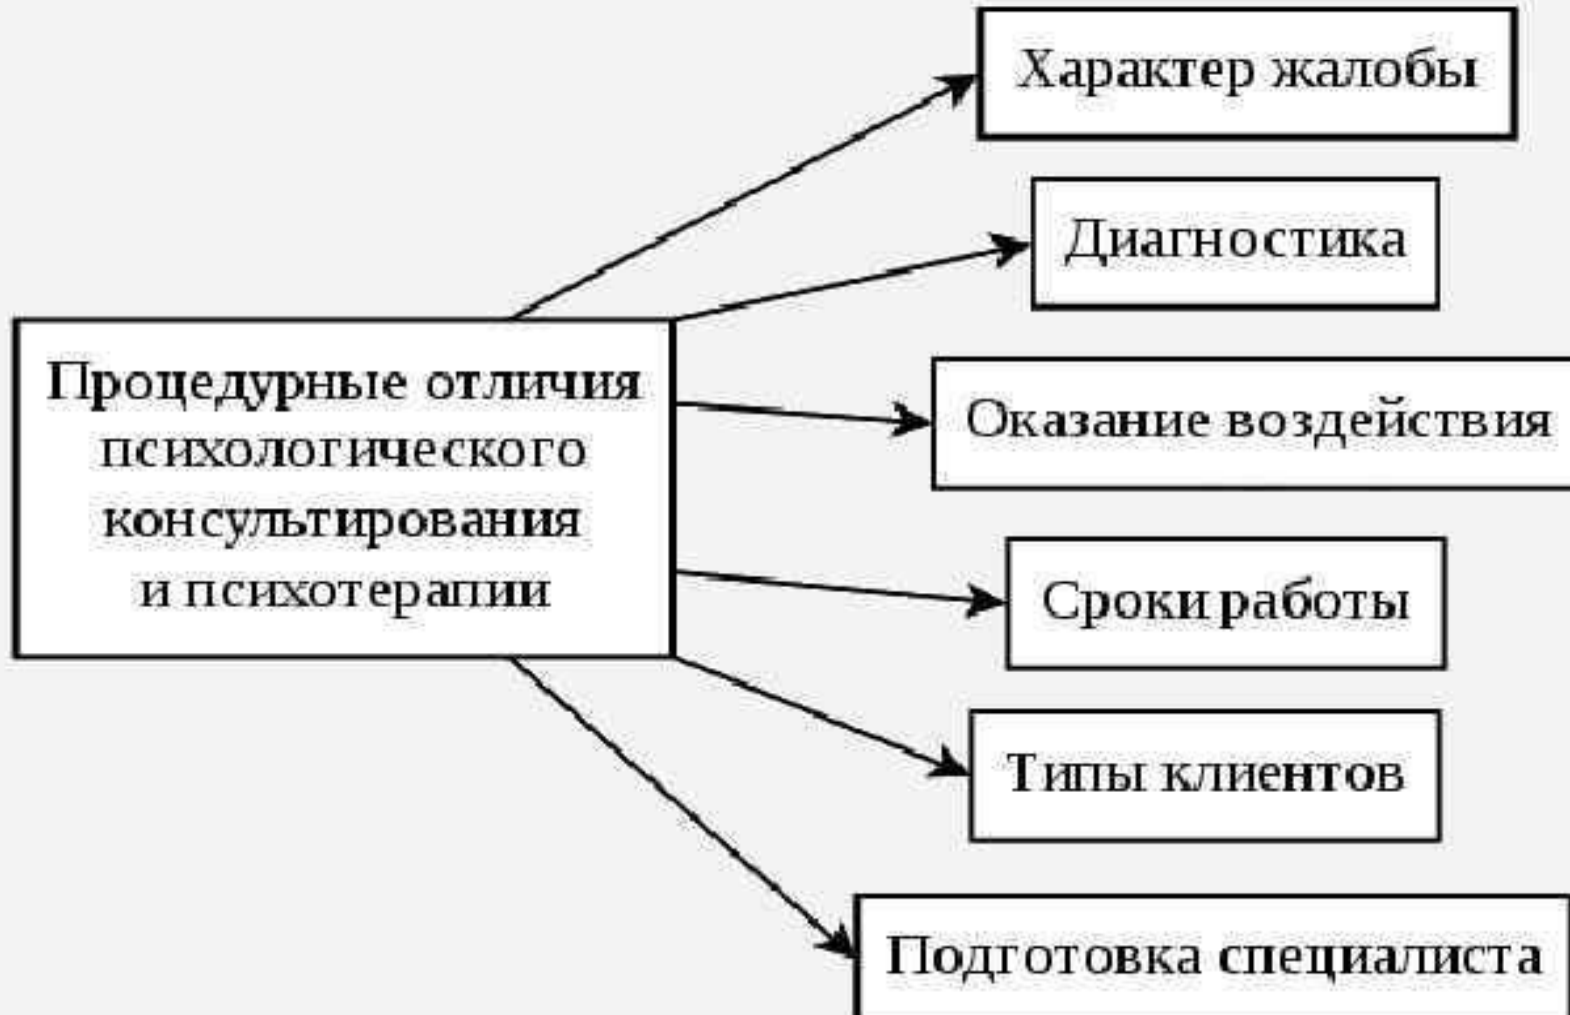 Характер жалобы
Диагностика
Процедурные отличия
психологического
консультирования
и психотерапии
Оказание воздействия
Сроки работы
Типы клиентов
Подготовка специалиста